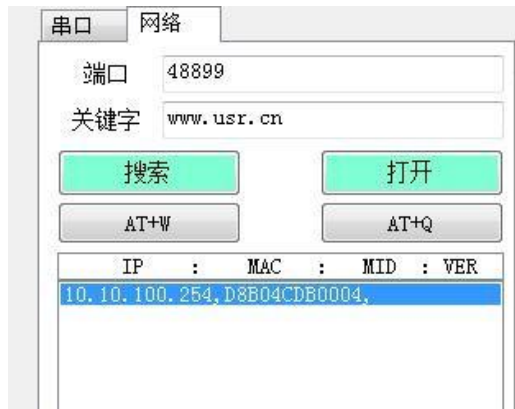 串口 网络
端口 48899
关键字 www.usr.cn
搜索 打开
AT+W AT+Q
IP : MAC : MID : VER
10.10.100.254,D8B04CDB0004,